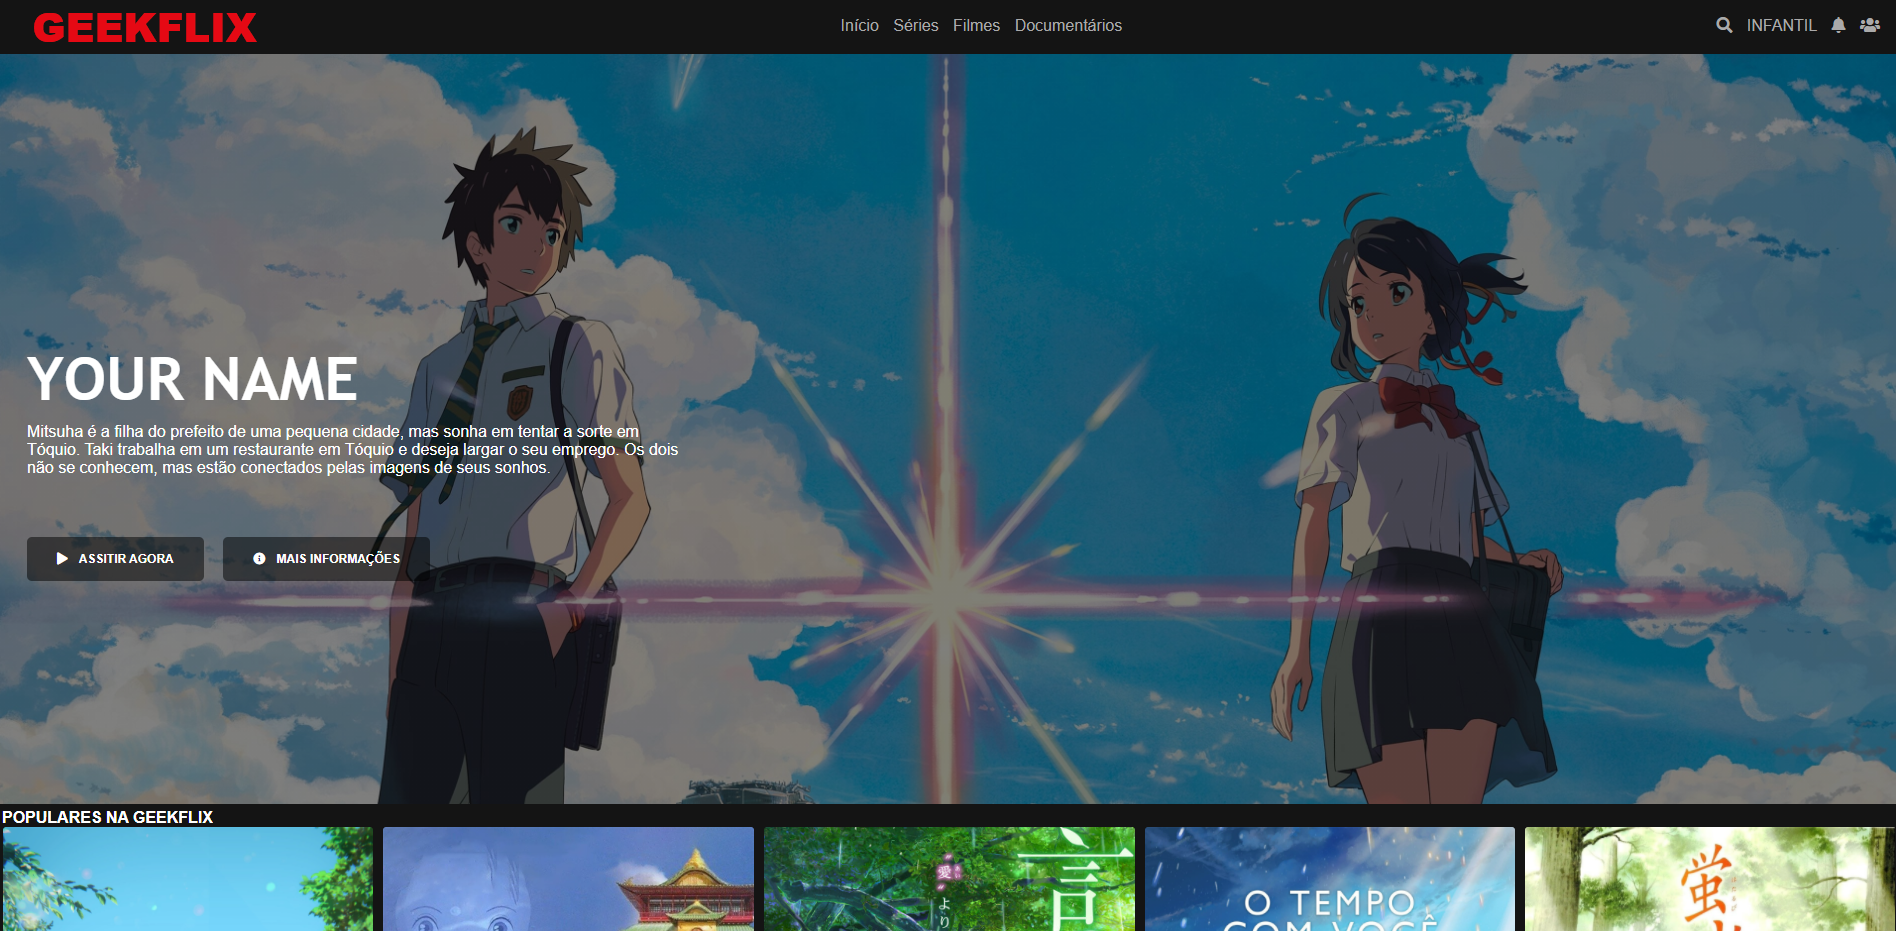 GEEKFLIX
Início Séries Filmes Documentários
INFANTIL
YOUR NAME
Mitsuha é a filha do prefeito de uma pequena cidade, mas sonha em tentar a sorte em
Tóquio. Taki trabalha em um restaurante em Tóquio e deseja largar o seu emprego. Os dois
não se conhecem, mas estão conectados pelas imagens de seus sonhos.
ASSITIR AGORA
MAIS INFORMAÇÕES
POPULARES NA GEEKFLIX
言
愛
より
O TEMPO
COM VOCÊ
蛍